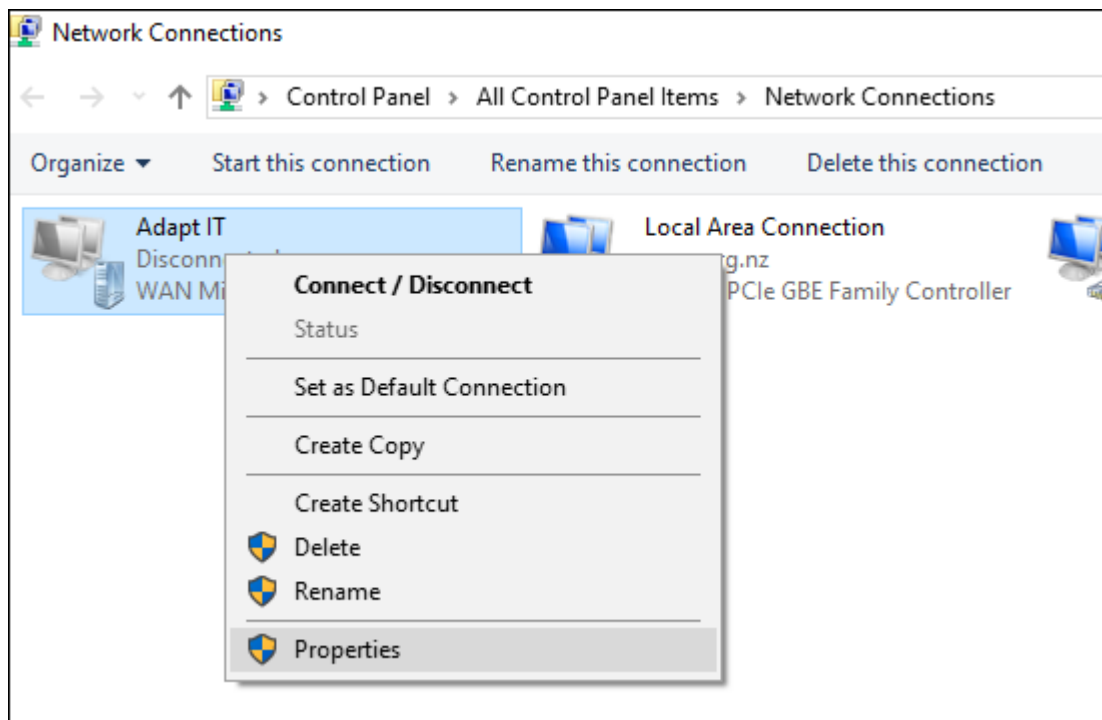 Network Connections
Control Panel > All Control Panel Items > Network Connections
Organize Start this connection Rename this connection Delete this connection
Adapt IT
WAN
Local Area Connection
PCIe GBE Family Controller
Connect / Disconnect
Status
Set as Default Connection
Create Copy
Create Shortcut
Delete
Rename
Properties